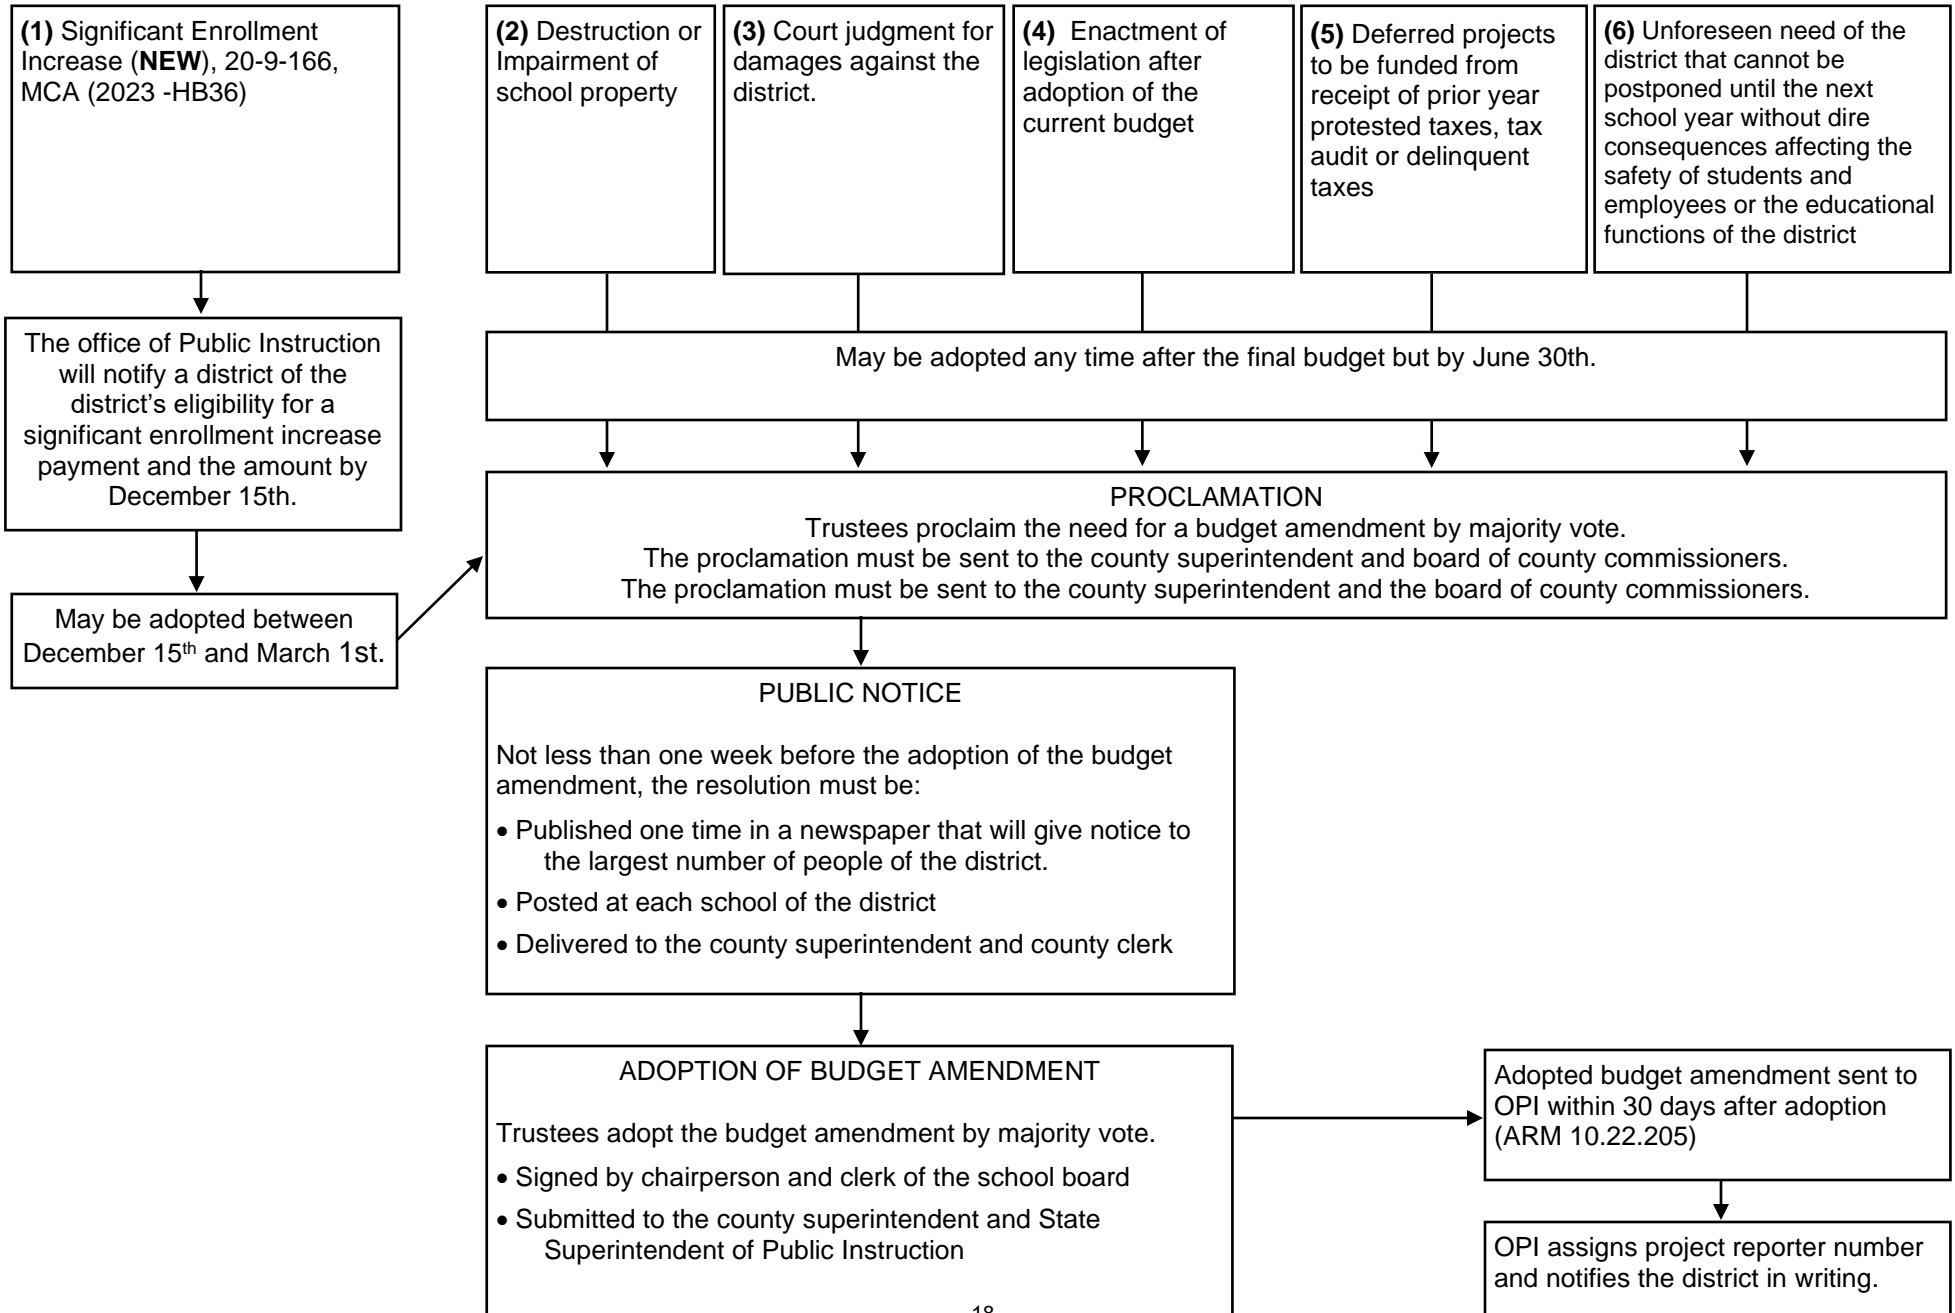 (1) Significant Enrollment
Increase (NEW), 20-9-166,
MCA (2023 -HB36)
(2) Destruction or
Impairment of
school property
(3) Court judgment for
damages against the
district.
(4) Enactment of
legislation after
adoption of the
current budget
(5) Deferred projects
to be funded from
receipt of prior year
protested taxes, tax
audit or delinquent
taxes
(6) Unforeseen need of the
district that cannot be
postponed until the next
school year without dire
consequences affecting the
safety of students and
employees or the educational
functions of the district
The office of Public Instruction
will notify a district of the
district’s eligibility for a
significant enrollment increase
payment and the amount by
December 15th.
May be adopted between
December 15th and March 1st.
May be adopted any time after the final budget but by June 30th.
PROCLAMATION
Trustees proclaim the need for a budget amendment by majority vote.
The proclamation must be sent to the county superintendent and board of county commissioners.
The proclamation must be sent to the county superintendent and the board of county commissioners.
PUBLIC NOTICE
Not less than one week before the adoption of the budget
amendment, the resolution must be:
• Published one time in a newspaper that will give notice to
the largest number of people of the district.
• Posted at each school of the district
• Delivered to the county superintendent and county clerk
ADOPTION OF BUDGET AMENDMENT
Trustees adopt the budget amendment by majority vote.
• Signed by chairperson and clerk of the school board
• Submitted to the county superintendent and State
Superintendent of Public Instruction
Adopted budget amendment sent to
OPI within 30 days after adoption
(ARM 10.22.205)
OPI assigns project reporter number
and notifies the district in writing.
18